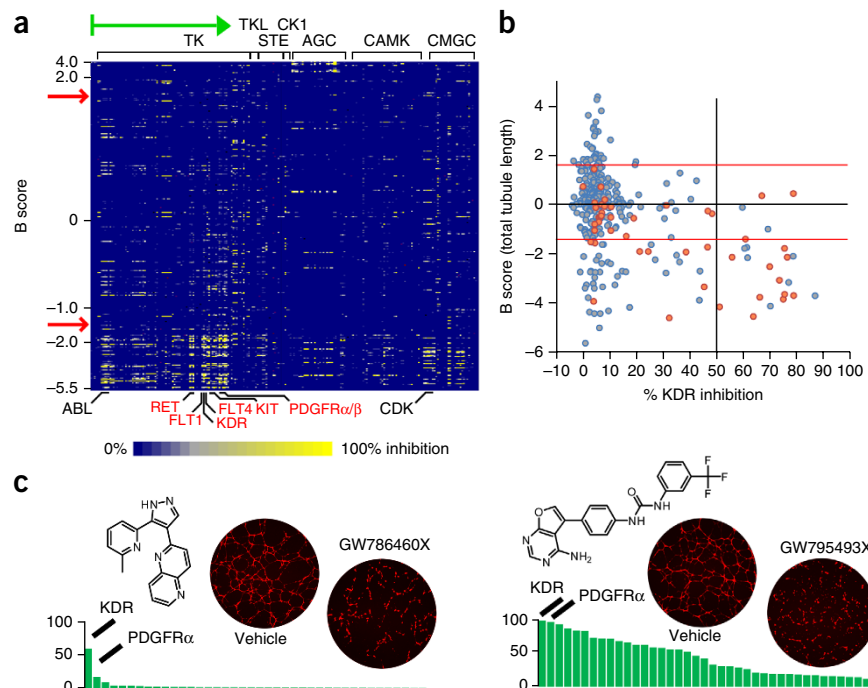 a
TKL CK1
TK STE AGC CAMK CMGC
4.0
2.0
0
–1.0
–2.0
–5.5
B score
ABL RET FLT1 KDR FLT4 KIT PDGFRα/β CDK
0% 100% inhibition
b
4
2
0
–2
–4
–6
B score (total tubule length)
–10 0 10 20 30 40 50 60 70 80 90 100
% KDR inhibition
c
HN N
N
N
N
Vehicle
GW786460X
KDR
PDGFRα
100
50
0
O
N
N
NH2
O
NH
NH
F
F
F
Vehicle
GW795493X
KDR
PDGFRα
100
50
0